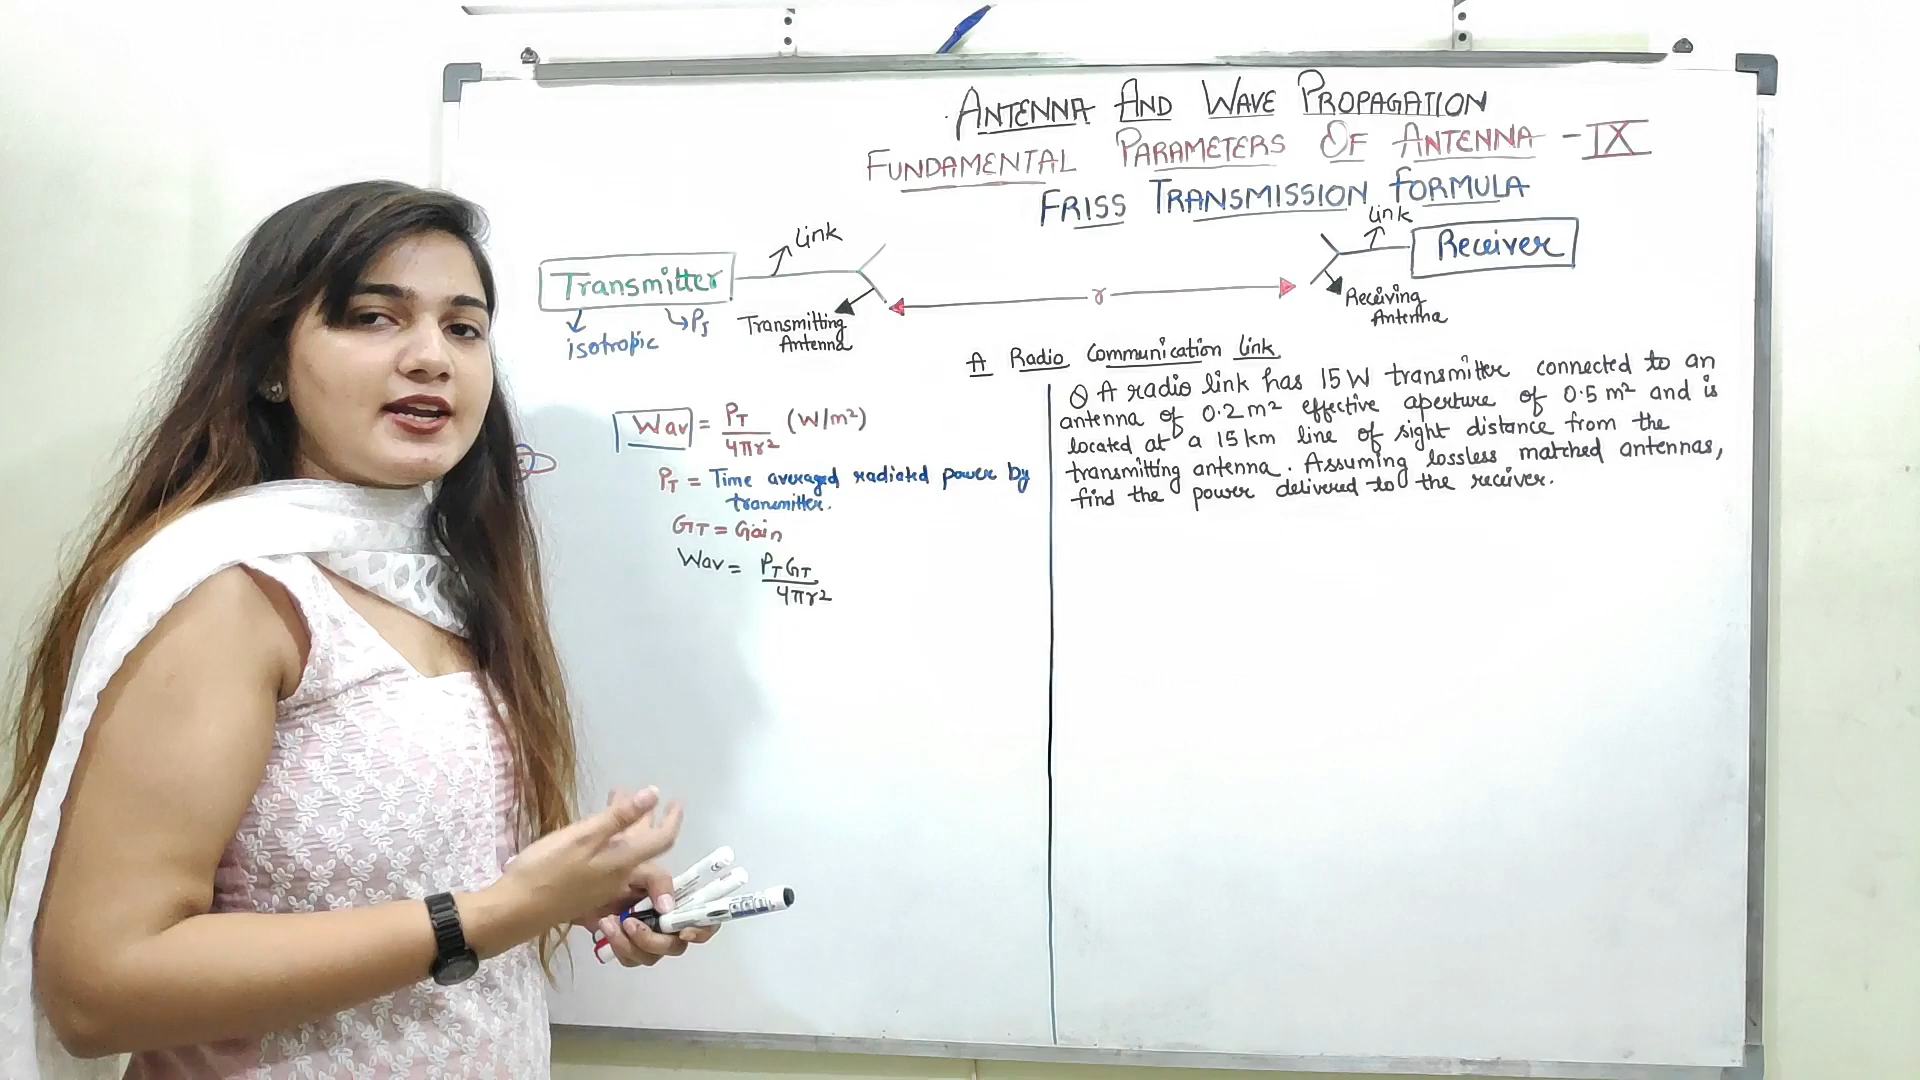 ANTENNA AND WAVE PROPAGATION
FUNDAMENTAL PARAMETERS OF ANTENNA - IX
FRISS TRANSMISSION FORMULA
Transmitter
Link
Link
Receiver
isotropic
Transmitting
Antenna
r
Receiving
Antenna
A Radio Communication Link
Wav = PT / 4πr² (W/m²)
PT = Time averaged radiated power by
transmitter.
GT = Gain
Wav = PT GT / 4πr²
Q A radio link has 15W transmitter connected to an
antenna of 0.2 m² effective aperture of 0.5 m² and is
located at a 15 km line of sight distance from the
transmitting antenna. Assuming lossless matched antennas,
find the power delivered to the receiver.